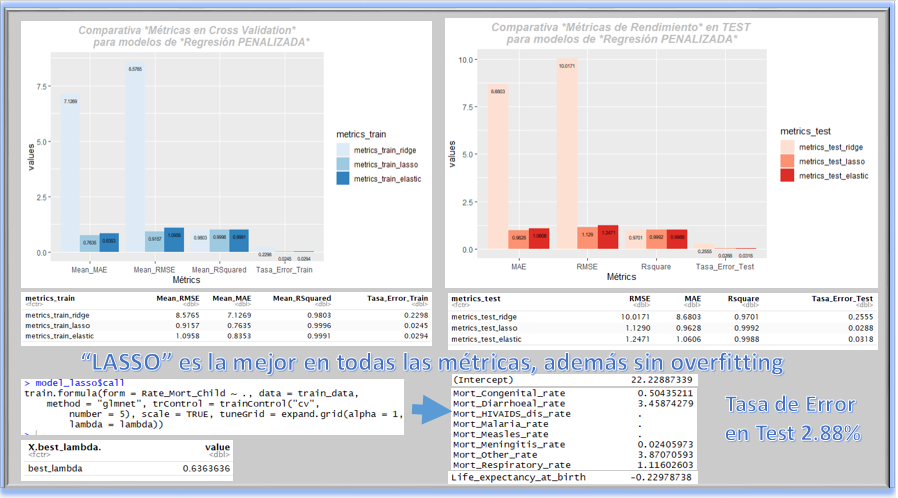 Comparativa *Métricas en Cross Validation*
para modelos de *Regresión PENALIZADA*
values
7.5
5.0
2.5
0.0
7.1269
8.5765
0.7635
0.8353
0.9157
1.0958
0.9803
0.9996
0.9991
0.2298
0.0245
0.0294
Mean_MAE
Mean_RMSE
Mean_RSquared
Tasa_Error_Train
Métrics
metrics_train
metrics_train_ridge
metrics_train_lasso
metrics_train_elastic
Comparativa *Métricas de Rendimiento* en TEST
para modelos de *Regresión PENALIZADA*
values
10.0
7.5
5.0
2.5
0.0
8.6803
10.0171
0.9628
1.0606
1.129
1.2471
0.9701
0.9992
0.9988
0.2555
0.0288
0.0318
MAE
RMSE
Rsquare
Tasa_Error_Test
Métrics
metrics_test
metrics_test_ridge
metrics_test_lasso
metrics_test_elastic
metrics_train Mean_RMSE Mean_MAE Mean_RSquared Tasa_Error_Train
<fctr> <dbl> <dbl> <dbl> <dbl>
metrics_train_ridge 8.5765 7.1269 0.9803 0.2298
metrics_train_lasso 0.9157 0.7635 0.9996 0.0245
metrics_train_elastic 1.0958 0.8353 0.9991 0.0294
metrics_test RMSE MAE Rsquare Tasa_Error_Test
<fctr> <dbl> <dbl> <dbl> <dbl>
metrics_test_ridge 10.0171 8.6803 0.9701 0.2555
metrics_test_lasso 1.1290 0.9628 0.9992 0.0288
metrics_test_elastic 1.2471 1.0606 0.9988 0.0318
“LASSO” es la mejor en todas las métricas, además sin overfitting
> model_lasso$call
train.formula(form = Rate_Mort_Child ~ ., data = train_data,
method = "glmnet", trControl = trainControl("cv",
number = 5), scale = TRUE, tuneGrid = expand.grid(alpha = 1,
lambda = lambda))
X.best_lambda. value
<fctr> <dbl>
best_lambda 0.6363636
(Intercept) 22.22887339
Mort_Congenital_rate 0.50435211
Mort_Diarrhoeal_rate 3.45874279
Mort_HIVAIDS_dis_rate .
Mort_Malaria_rate .
Mort_Measles_rate .
Mort_Meningitis_rate 0.02405973
Mort_Other_rate 3.87070593
Mort_Respiratory_rate 1.11602603
Life_expectancy_at_birth -0.22978738
Tasa de Error
en Test 2.88%